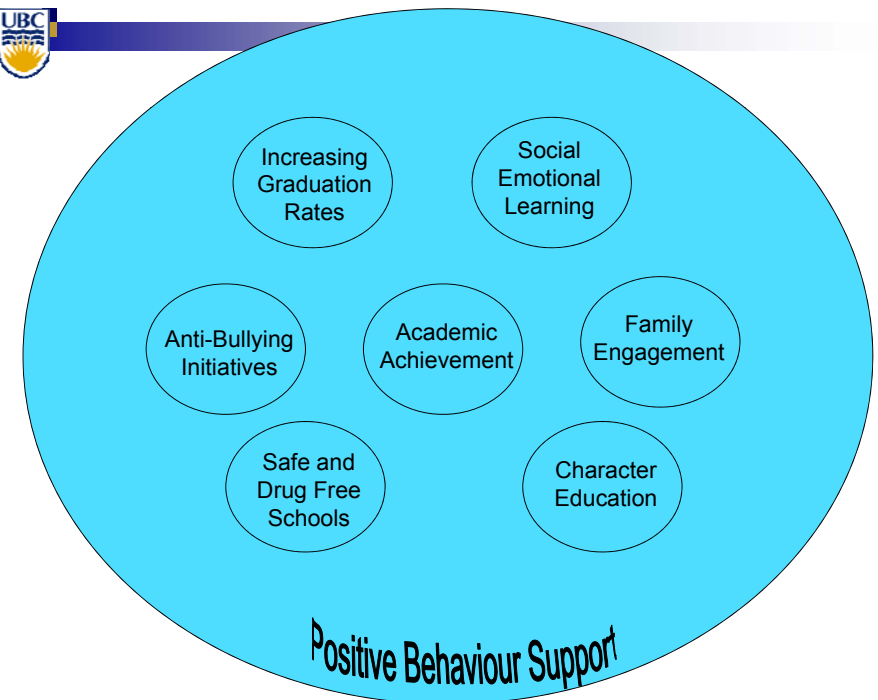 UBC
Increasing
Graduation
Rates
Social
Emotional
Learning
Anti-Bullying
Initiatives
Academic
Achievement
Family
Engagement
Safe and
Drug Free
Schools
Character
Education
Positive Behaviour Support